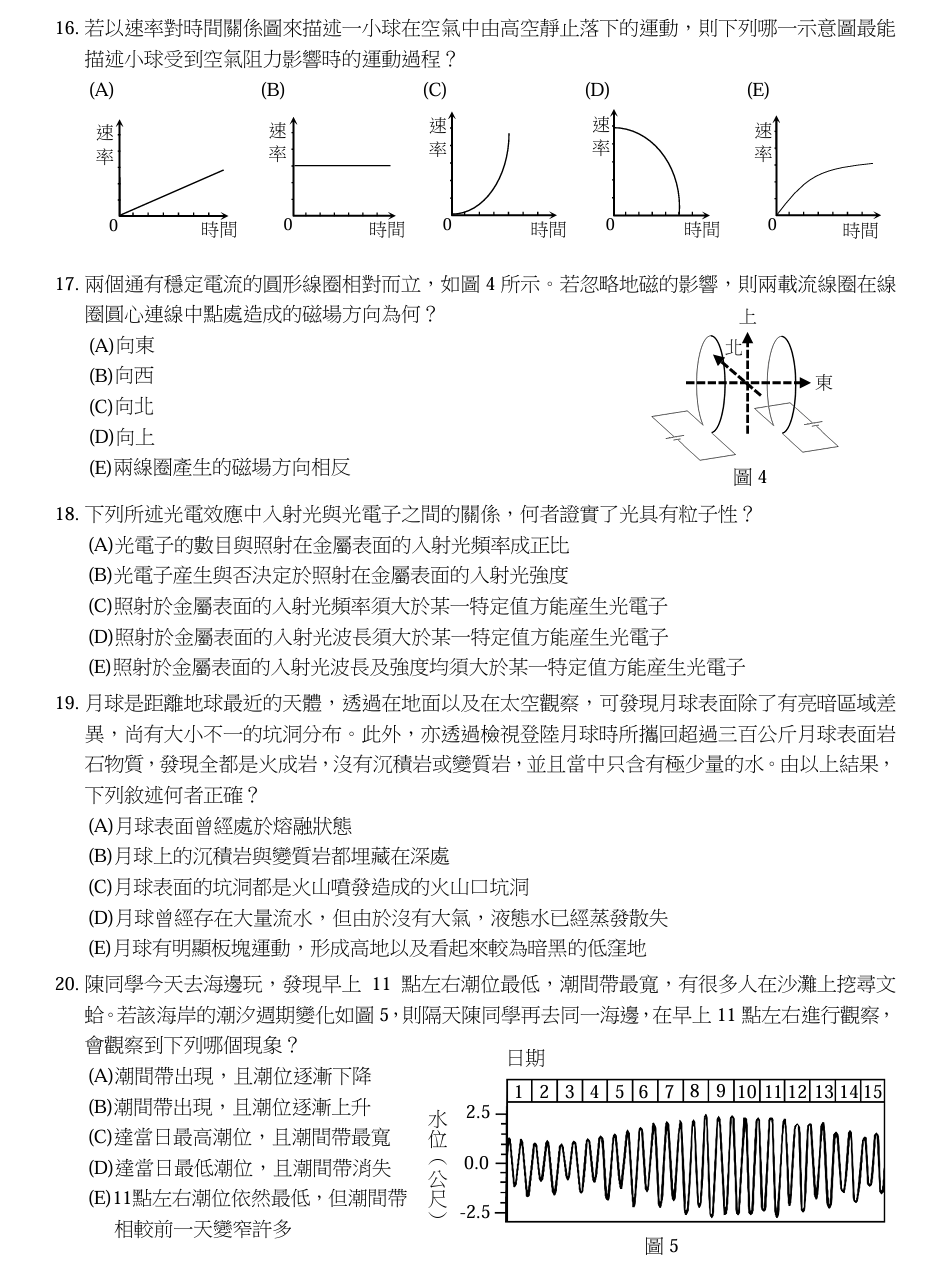 16. 若以速率對時間關係圖來描述一小球在空氣中由高空靜止落下的運動，則下列哪一示意圖最能
描述小球受到空氣阻力影響時的運動過程？
(A) (B) (C) (D) (E)
速率 速率 速率 速率 速率
0 時間 0 時間 0 時間 0 時間 0 時間
17. 兩個通有穩定電流的圓形線圈相對而立，如圖 4 所示。若忽略地磁的影響，則兩載流線圈在線
圈圓心連線中點處造成的磁場方向為何？
(A)向東
(B)向西
(C)向北
(D)向上
(E)兩線圈產生的磁場方向相反
上
北
東
圖 4
18. 下列所述光電效應中入射光與光電子之間的關係，何者證實了光具有粒子性？
(A)光電子的數目與照射在金屬表面的入射光頻率成正比
(B)光電子產生與否決定於照射在金屬表面的入射光強度
(C)照射於金屬表面的入射光頻率須大於某一特定值方能產生光電子
(D)照射於金屬表面的入射光波長須大於某一特定值方能產生光電子
(E)照射於金屬表面的入射光波長及強度均須大於某一特定值方能產生光電子
19. 月球是距離地球最近的天體，透過在地面以及在太空觀察，可發現月球表面除了有亮暗區域差
異，尚有大小不一的坑洞分布。此外，亦透過檢視登陸月球時所攜回超過三百公斤月球表面岩
石物質，發現全都是火成岩，沒有沉積岩或變質岩，並且當中只含有極少量的水。由以上結果，
下列敘述何者正確？
(A)月球表面曾經處於熔融狀態
(B)月球上的沉積岩與變質岩都埋藏在深處
(C)月球表面的坑洞都是火山噴發造成的火山口坑洞
(D)月球曾經存在大量流水，但由於沒有大氣，液態水已經蒸發散失
(E)月球有明顯板塊運動，形成高地以及看起來較為暗黑的低窪地
20. 陳同學今天去海邊玩，發現早上 11 點左右潮位最低，潮間帶最寬，有很多人在沙灘上挖尋文
蛤。若該海岸的潮汐週期變化如圖 5，則隔天陳同學再去同一海邊，在早上 11 點左右進行觀察，
會觀察到下列哪個現象？
(A)潮間帶出現，且潮位逐漸下降
(B)潮間帶出現，且潮位逐漸上升
(C)達當日最高潮位，且潮間帶最寬
(D)達當日最低潮位，且潮間帶消失
(E)11點左右潮位依然最低，但潮間帶
相較前一天變窄許多
日期
1 2 3 4 5 6 7 8 9 10 11 12 13 14 15
水位（公尺）
2.5
0.0
-2.5
圖 5